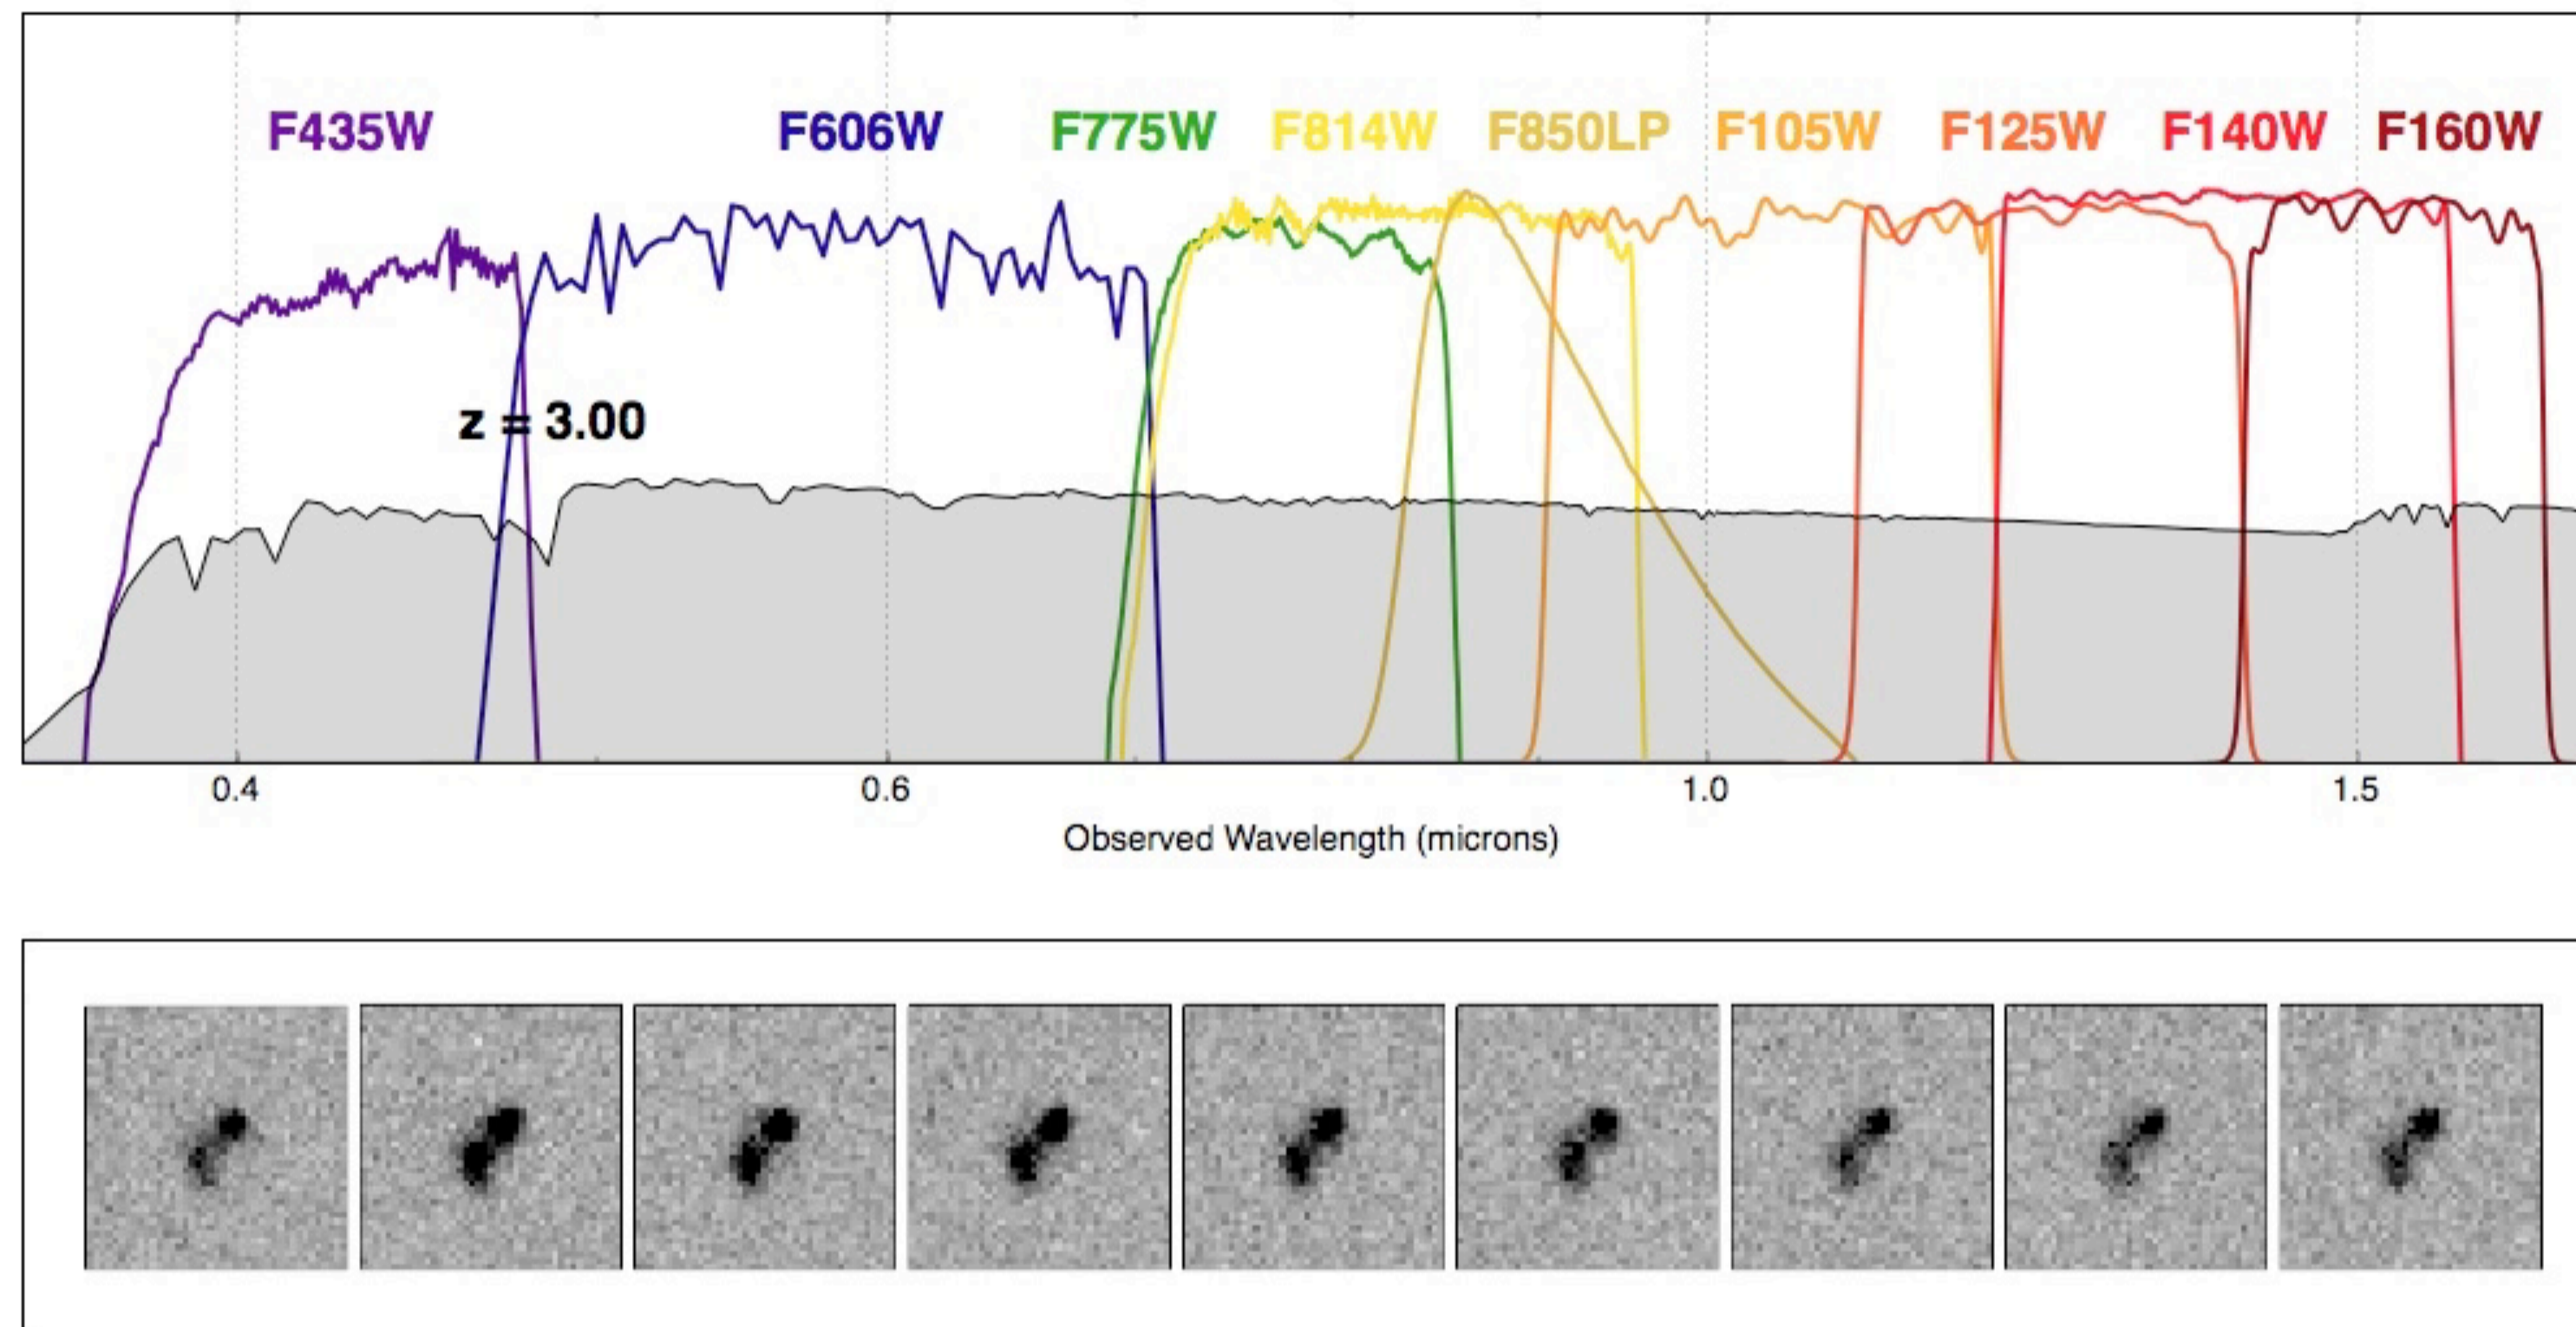 F435W F606W F775W F814W F850LP F105W F125W F140W F160W
z = 3.00
0.4 0.6 1.0 1.5
Observed Wavelength (microns)